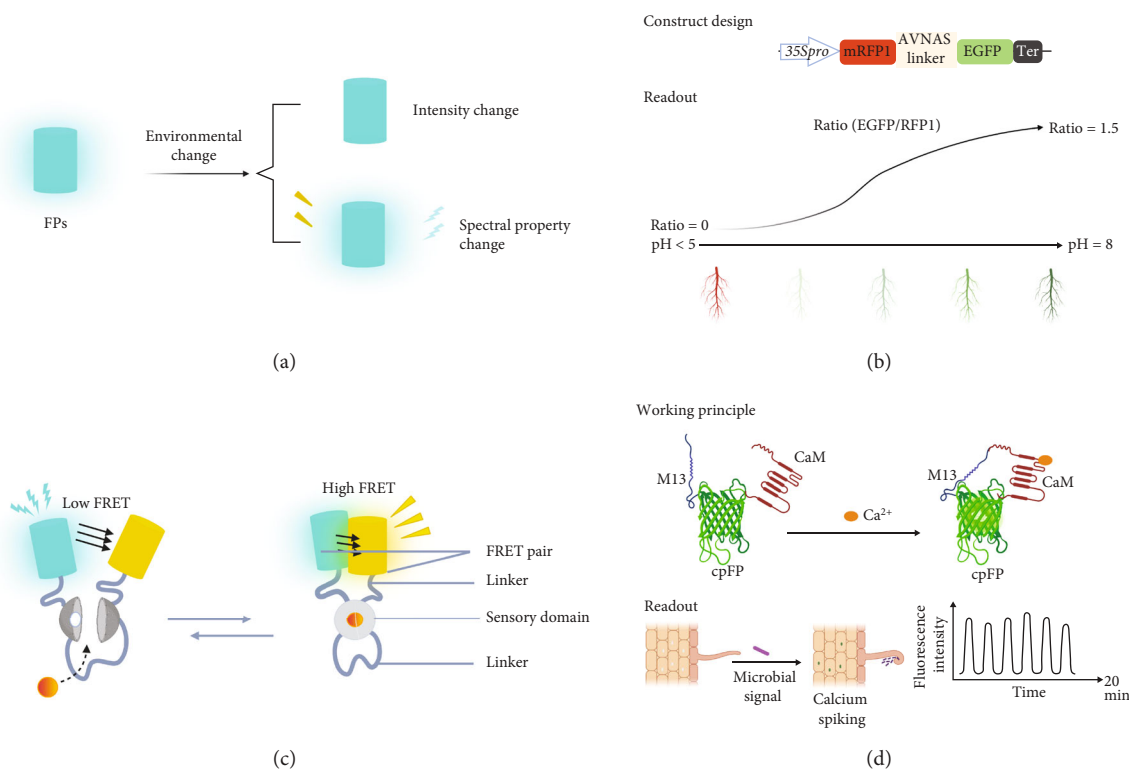 FPs
Environmental
change
Intensity change
Spectral property
change
(a)
Construct design
35Spro
mRFP1
AVNAS
linker
EGFP
Ter
Readout
Ratio (EGFP/RFP1)
Ratio = 1.5
Ratio = 0
pH < 5
pH = 8
(b)
Low FRET
High FRET
FRET pair
Linker
Sensory domain
Linker
(c)
Working principle
M13
CaM
cpFP
Ca²⁺
M13
CaM
cpFP
Readout
Microbial
signal
Calcium
spiking
Fluorescence
intensity
Time
20
min
(d)